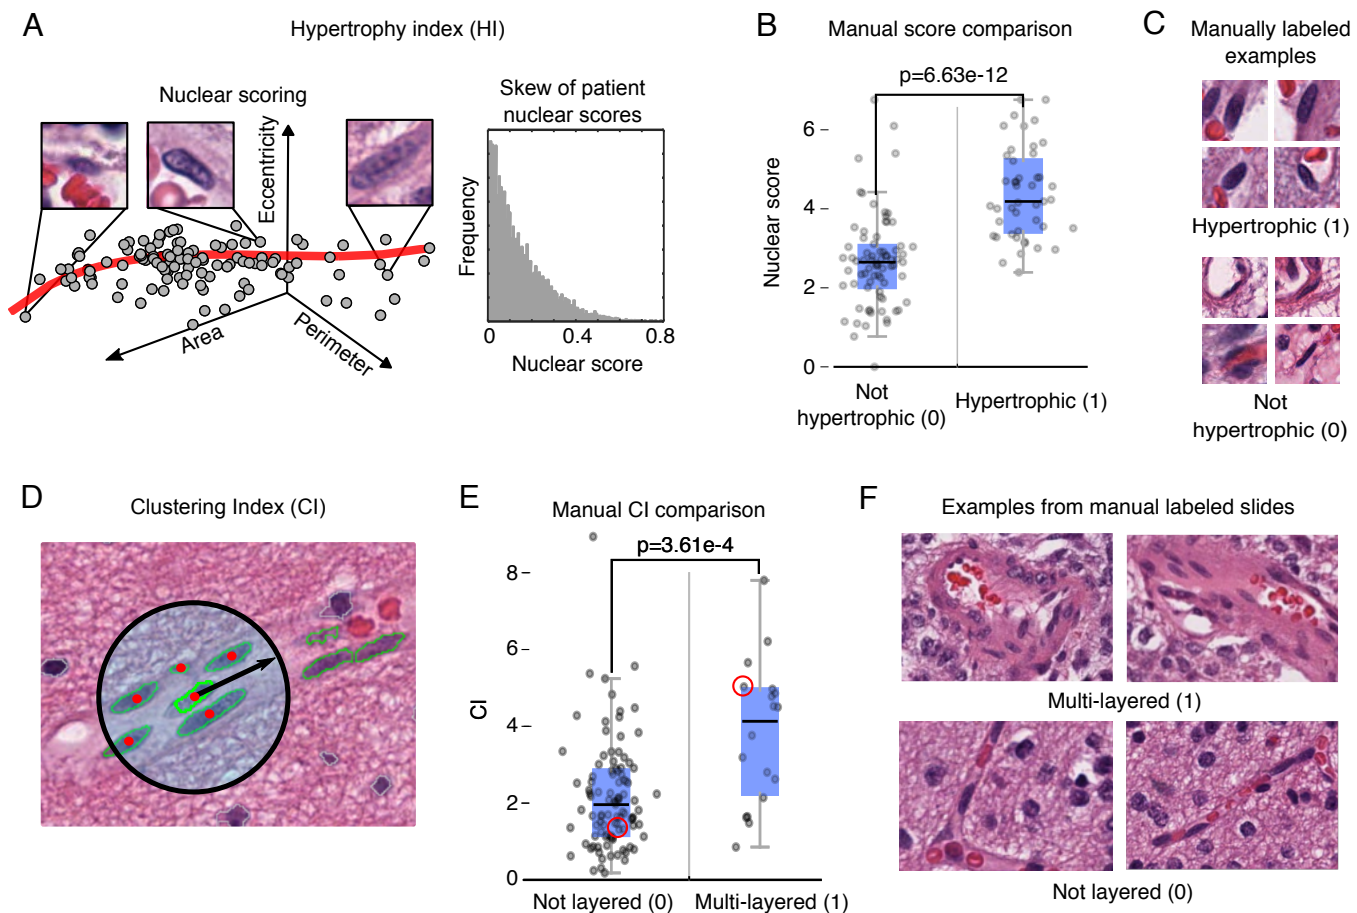 A
Hypertrophy index (HI)
Nuclear scoring
Eccentricity
Area
Perimeter
Skew of patient
nuclear scores
Frequency
0
0.4
0.8
Nuclear score
B
Manual score comparison
p=6.63e-12
Nuclear score
6
4
2
0
Not
hypertrophic (0)
Hypertrophic (1)
C
Manually labeled
examples
Hypertrophic (1)
Not
hypertrophic (0)
D
Clustering Index (CI)
E
Manual CI comparison
p=3.61e-4
CI
8
6
4
2
0
Not layered (0)
Multi-layered (1)
F
Examples from manual labeled slides
Multi-layered (1)
Not layered (0)